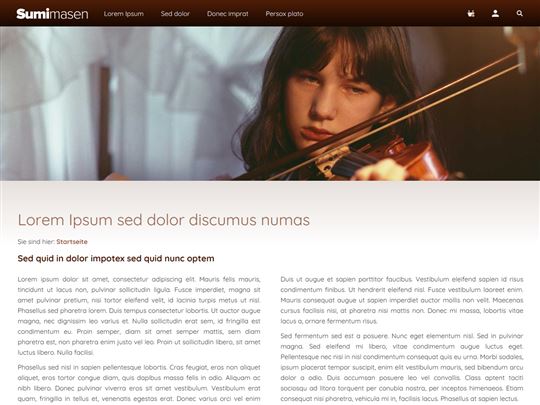 Sumimasen Lorem Ipsum Sed dolor Donec imprat Persox plato
Lorem Ipsum sed dolor discumus numas
Sie sind hier: Startseite
Sed quid in dolor impotex sed quid nunc optem
Lorem ipsum dolor sit amet, consectetur adipiscing elit. Mauris felis mauris,
tincidunt ut lacus non, pulvinar sollicitudin ligula. Fusce imperdiet, magna sit
amet pulvinar pretium, nisi tortor eleifend velit, id lacinia turpis metus ut nisl.
Phasellus sed pharetra lorem. Duis tempus consectetur lobortis. Ut auctor augue
magna, nec dignissim leo varius et. Nulla sollicitudin erat sem, id fringilla est
condimentum eu. Proin semper, diam sit amet semper mattis, sem diam
pharetra est, non pharetra enim justo vel leo. Proin ut sollicitudin libero, sit amet
luctus libero. Nulla facilisi.
Phasellus sed nisl in sapien pellentesque lobortis. Cras feugiat, eros non aliquet
aliquet, eros tortor congue diam, quis dapibus massa felis in odio. Aliquam ac
nibh libero. Donec pulvinar viverra eros sit amet vestibulum. Sed erat quam,
fringilla in tellus et, venenatis egestas erat. Donec ut varius leo, vel enim
Duis ut augue et sapien porttitor faucibus. Vestibulum eleifend sapien id risus
condimentum finibus. Ut hendrerit eleifend nisl. Fusce vestibulum laoreet enim.
Mauris consequat augue ut sapien imperdiet auctor mollis non velit. Maecenas
cursus facilisis nisl, at pharetra nisi mattis non. Donec mi massa, lobortis vitae
lacus a, ornare fermentum risus.
Sed fermentum sed est a posuere. Nunc eget elementum nisl. Sed in pulvinar
magna. Sed eleifend mi libero, vitae condimentum augue luctus eget.
Pellentesque nec nisl in nisl condimentum consequat quis eu urna. Morbi sodales,
ipsum placerat tempor suscipit, enim elit vestibulum mauris, sed bibendum arcu
dolor a odio. Duis accumsan posuere leo vel convallis. Class aptent taciti
sociosqu ad litora torquent per conubia nostra, per inceptos himenaeos. Etiam
consequat nisi pharetra, vehicula mi in, facilisis lacus. Phasellus at sapien lectus.